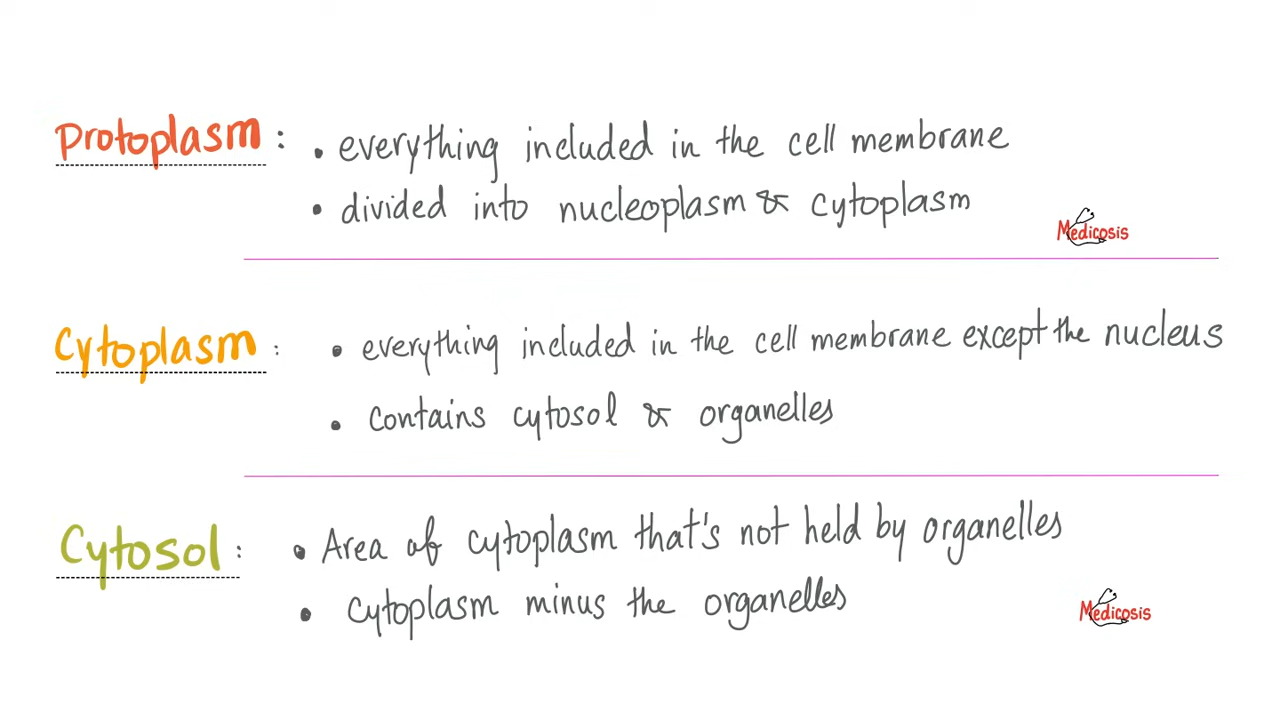 Protoplasm : • everything included in the cell membrane
• divided into nucleoplasm & cytoplasm
Medicosis
Cytoplasm : • everything included in the cell membrane except the nucleus
• contains cytosol & organelles
Cytosol : • Area of cytoplasm that's not held by organelles
• cytoplasm minus the organelles
Medicosis